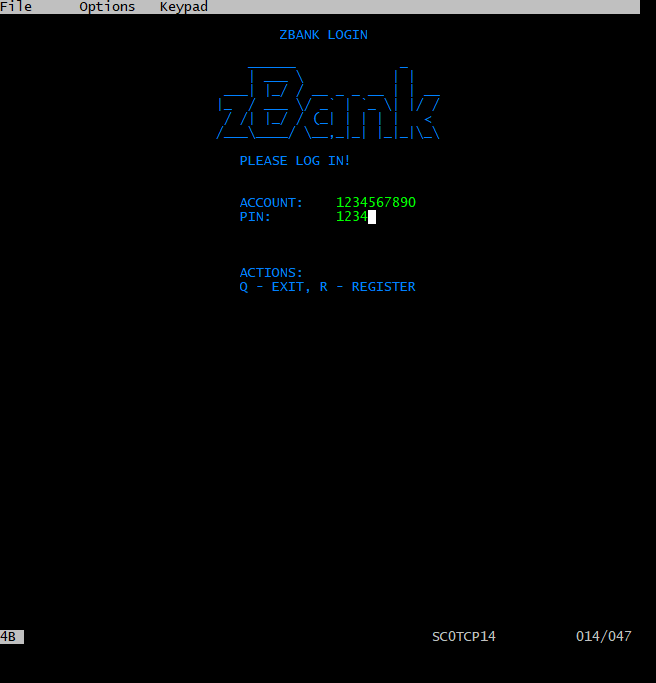 File Options Keypad
ZBANK LOGIN
zBank
PLEASE LOG IN!
ACCOUNT: 1234567890
PIN: 1234
ACTIONS:
Q - EXIT, R - REGISTER
4B SC0TCP14 014/047